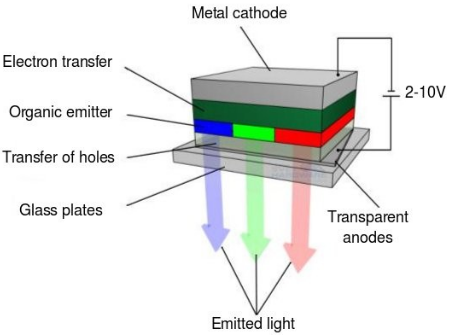 Metal cathode
Electron transfer
2-10V
Organic emitter
Transfer of holes
Glass plates
Transparent
anodes
Emitted light